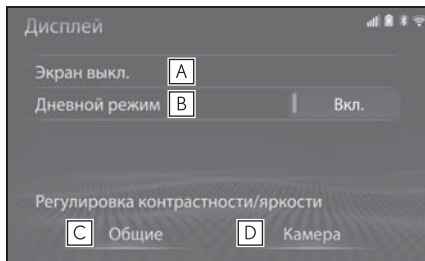 Дисплей
Экран выкл. A
Дневной режим B Вкл.
Регулировка контрастности/яркости
C Общие D Камера